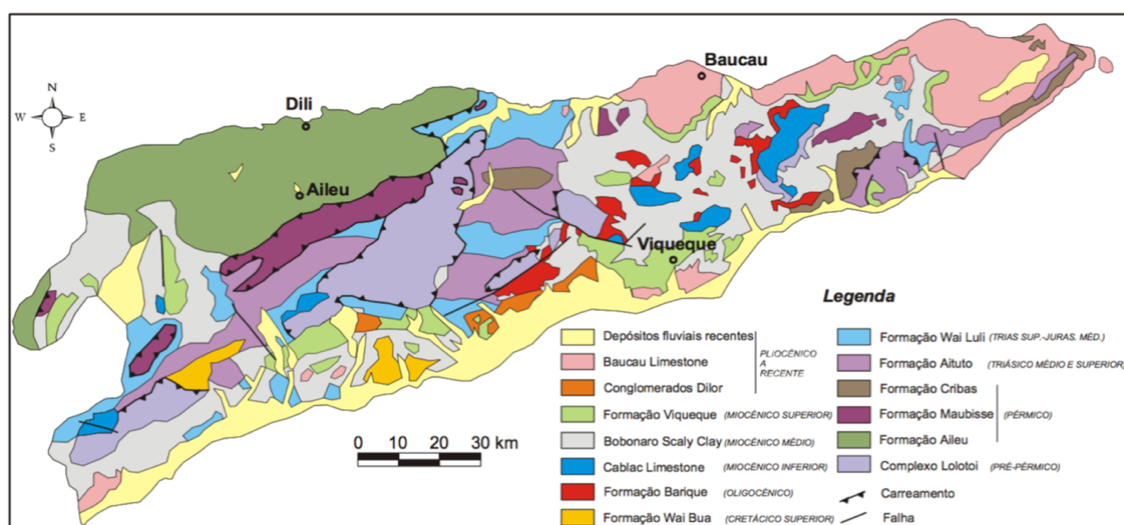 Baucau
Dili
N
W E
S
Aileu
Viqueque
Legenda
Depósitos fluviais recentes
Baucau Limestone
Conglomerados Dilor
PLIOCÉNICO
A
RECENTE
Formação Viqueque (MIOCÉNICO SUPERIOR)
Bobonaro Scaly Clay (MIOCÉNICO MÉDIO)
Cablac Limestone (MIOCÉNICO INFERIOR)
Formação Barique (OLIGOCÉNICO)
Formação Wai Bua (CRETÁCICO SUPERIOR)
Formação Wai Luli (TRIAS SUP.-JURAS. MÉD.)
Formação Aituto (TRIÁSICO MÉDIO E SUPERIOR)
Formação Cribas
Formação Maubisse
Formação Aileu
(PÉRMICO)
Complexo Lolotoi (PRÉ-PÉRMICO)
Carreamento
Falha
0 10 20 30 km